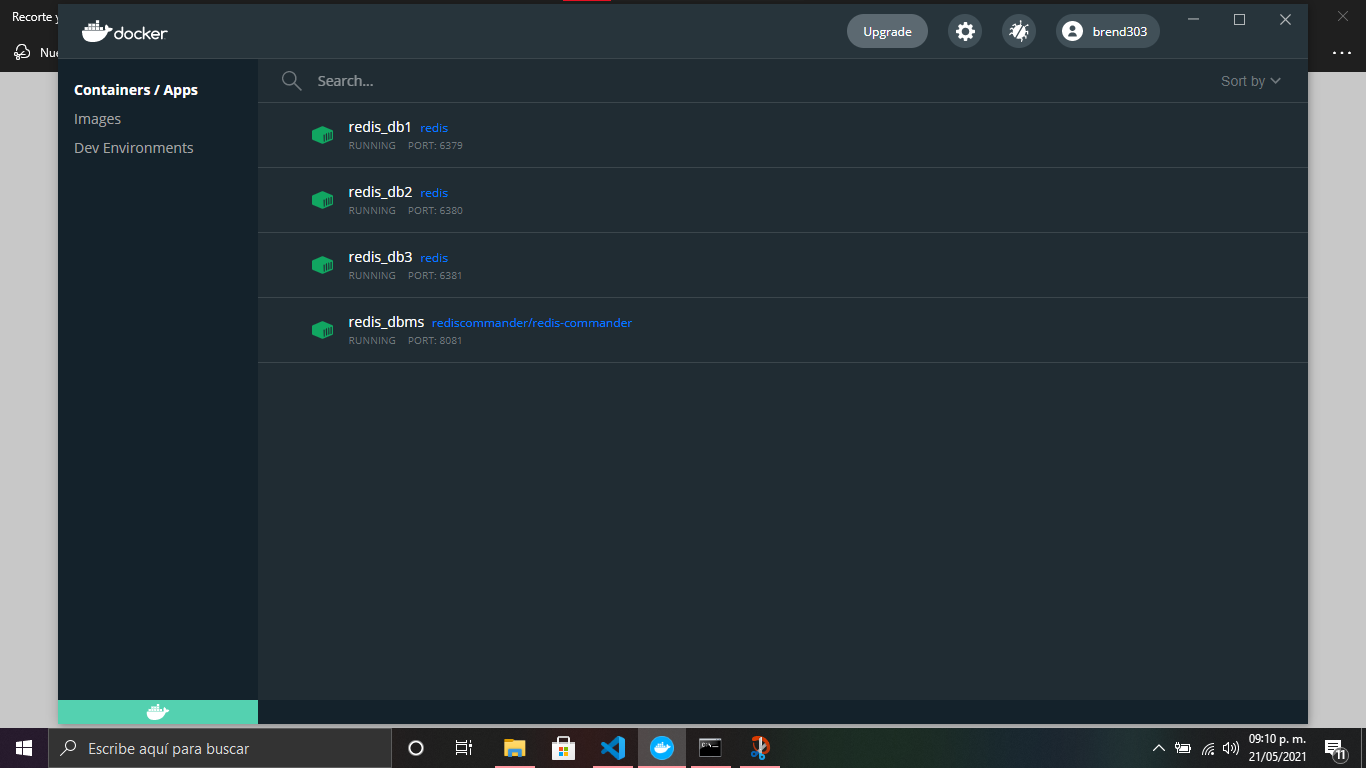 Recorte y
Nue
docker
Upgrade
brend303
Containers / Apps
Images
Dev Environments
Search...
Sort by
redis_db1 redis
RUNNING PORT: 6379
redis_db2 redis
RUNNING PORT: 6380
redis_db3 redis
RUNNING PORT: 6381
redis_dbms rediscommander/redis-commander
RUNNING PORT: 8081
Escribe aquí para buscar
09:10 p. m.
21/05/2021
11